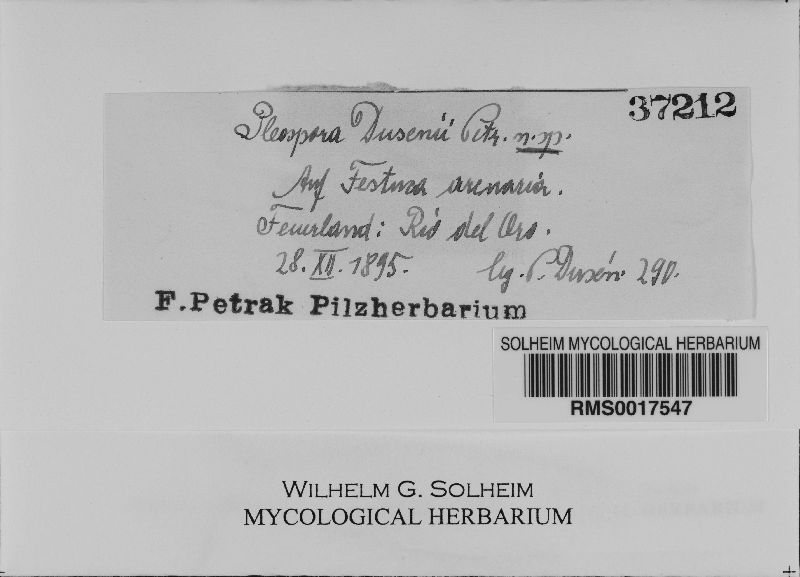 37212
Pleospora Dusenii Petr. n. sp.
Auf Festuca arenaria.
Feuerland: Rio del Oro.
28. XII. 1895. leg. P. Dusén. 290.
F. Petrak Pilzherbarium
SOLHEIM MYCOLOGICAL HERBARIUM
RMS0017547
WILHELM G. SOLHEIM
MYCOLOGICAL HERBARIUM